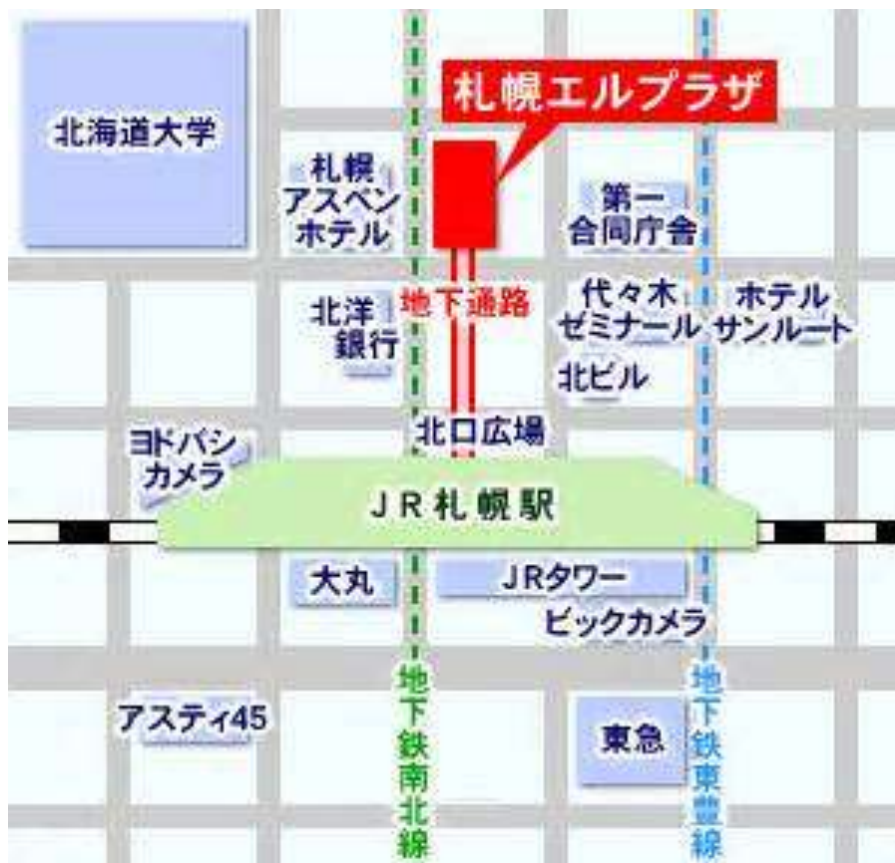 札幌エルプラザ
北海道大学
札幌
アスペン
ホテル
第一
合同庁舎
地下通路
北洋
銀行
代々木
ゼミナール
ホテル
サンルート
北ビル
北口広場
ヨドバシ
カメラ
JR札幌駅
大丸
JRタワー
ビックカメラ
アスティ45
東急
地下鉄南北線
地下鉄東豊線